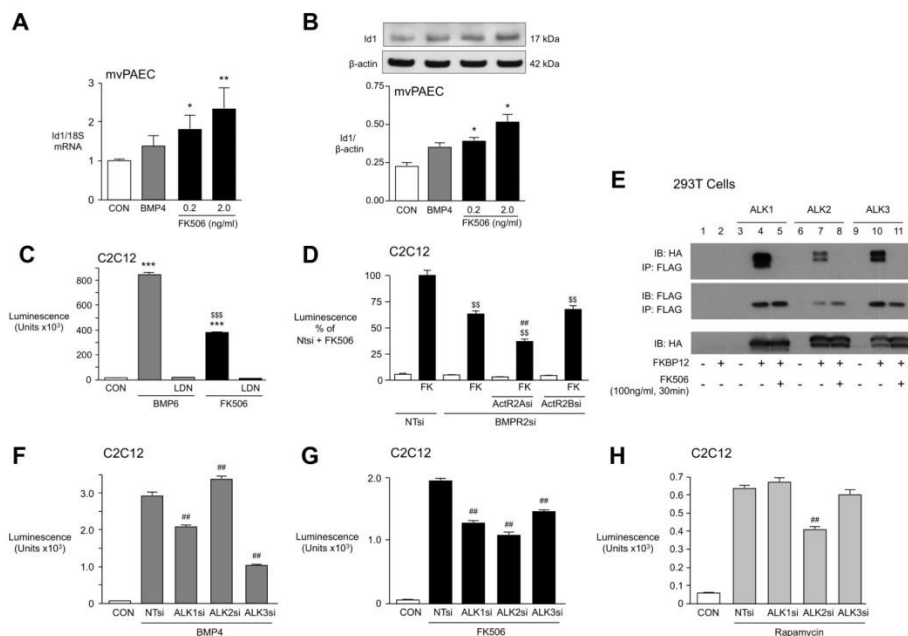 A
mvPAEC
3
2
1
0
Id1/18S
mRNA
*
**
CON BMP4 0.2 2.0
FK506 (ng/ml)
B
Id1 17 kDa
β-actin 42 kDa
mvPAEC
0.75
0.50
0.25
0.00
Id1/
β-actin
*
*
CON BMP4 0.2 2.0
FK506 (ng/ml)
C
C2C12
Luminescence
(Units x10³)
800
600
400
200
0
***
$$$
***
CON LDN LDN
BMP6 FK506
D
C2C12
Luminescence
% of
Ntsi + FK506
100
75
50
25
0
$$
##
$$
$$
FK FK FK FK
ActR2Asi ActR2Bsi
NTsi BMPR2si
E
293T Cells
ALK1 ALK2 ALK3
1 2 3 4 5 6 7 8 9 10 11
IB: HA
IP: FLAG
IB: FLAG
IP: FLAG
IB: HA
FKBP12 - + - + + - + + - + +
FK506 + + +
(100ng/ml, 30min)
F
C2C12
Luminescence
(Units x10³)
3.0
2.0
1.0
0
##
##
##
CON NTsi ALK1si ALK2si ALK3si
BMP4
G
C2C12
Luminescence
(Units x10³)
2.0
1.0
0
##
##
##
CON NTsi ALK1si ALK2si ALK3si
FK506
H
C2C12
Luminescence
(Units x10³)
0.7
0.6
0.5
0.4
0.3
0.2
0.1
0
##
CON NTsi ALK1si ALK2si ALK3si
Rapamycin